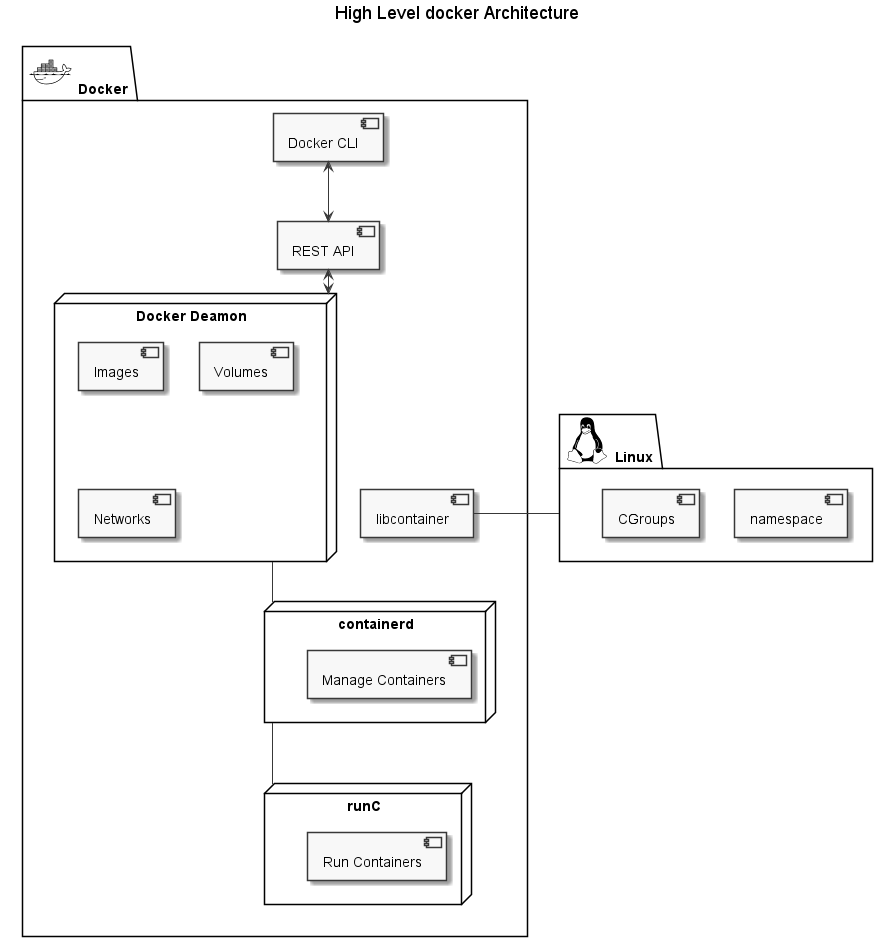 High Level docker Architecture
Docker
Docker CLI
REST API
Docker Deamon
Images
Volumes
Networks
libcontainer
Linux
CGroups
namespace
containerd
Manage Containers
runC
Run Containers